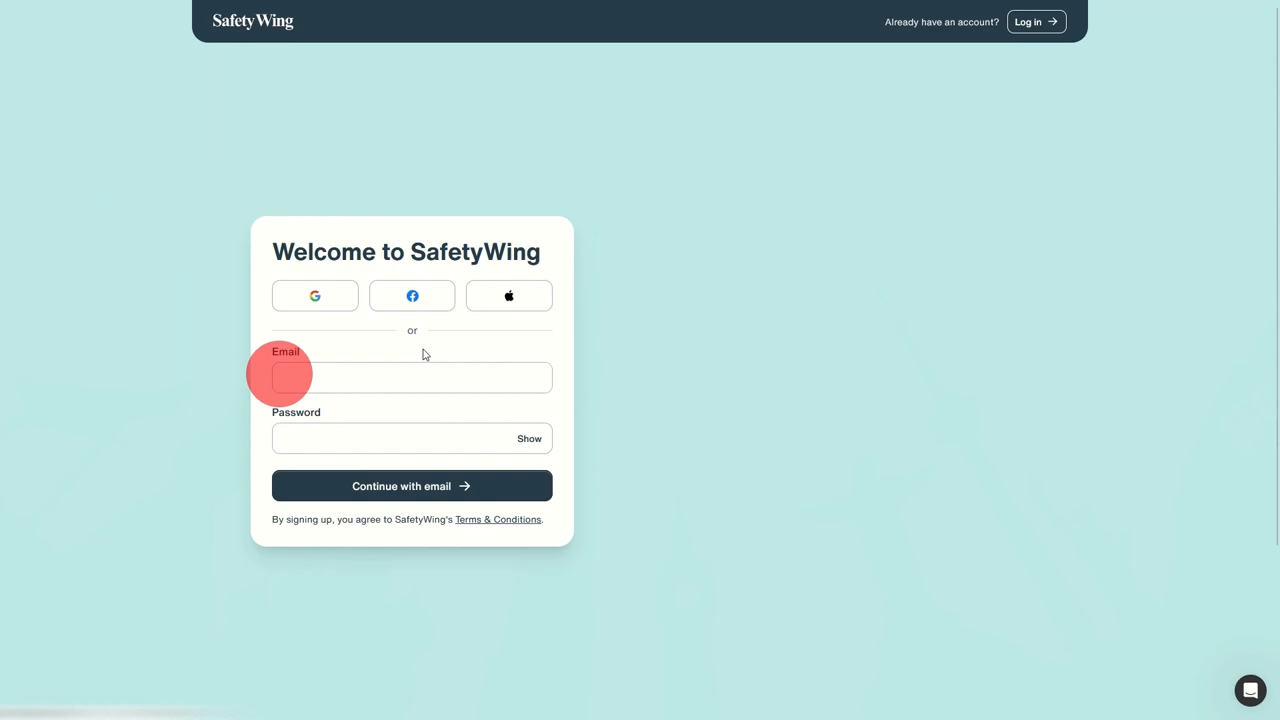 SafetyWing
Already have an account?
Log in
Welcome to SafetyWing
or
Email
Password
Show
Continue with email
By signing up, you agree to SafetyWing's Terms & Conditions.